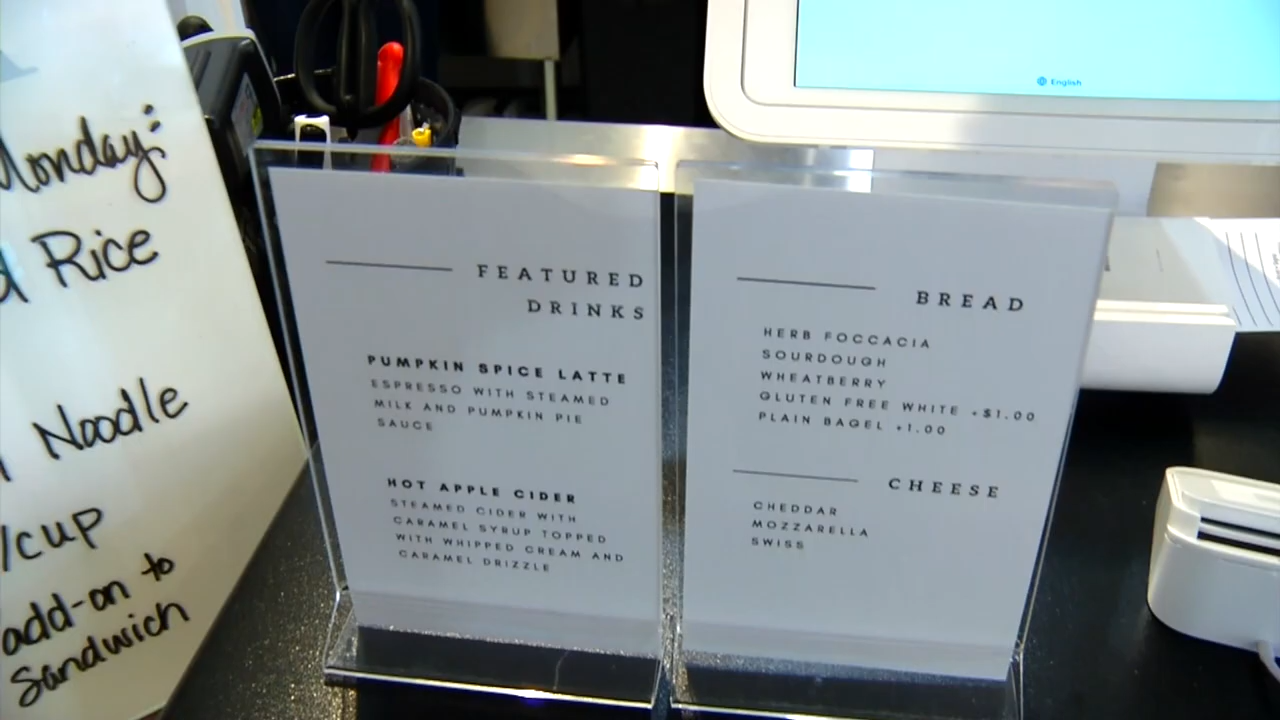 Monday:
Rice
Noodle
/cup
add-on to
Sandwich
FEATURED
DRINKS
PUMPKIN SPICE LATTE
ESPRESSO WITH STEAMED
MILK AND PUMPKIN PIE
SAUCE
HOT APPLE CIDER
STEAMED CIDER WITH
CARAMEL SYRUP TOPPED
WITH WHIPPED CREAM AND
CARAMEL DRIZZLE
BREAD
HERB FOCCACIA
SOURDOUGH
WHEATBERRY
GLUTEN FREE WHITE +$1.00
PLAIN BAGEL +1.00
CHEESE
CHEDDAR
MOZZARELLA
SWISS
English